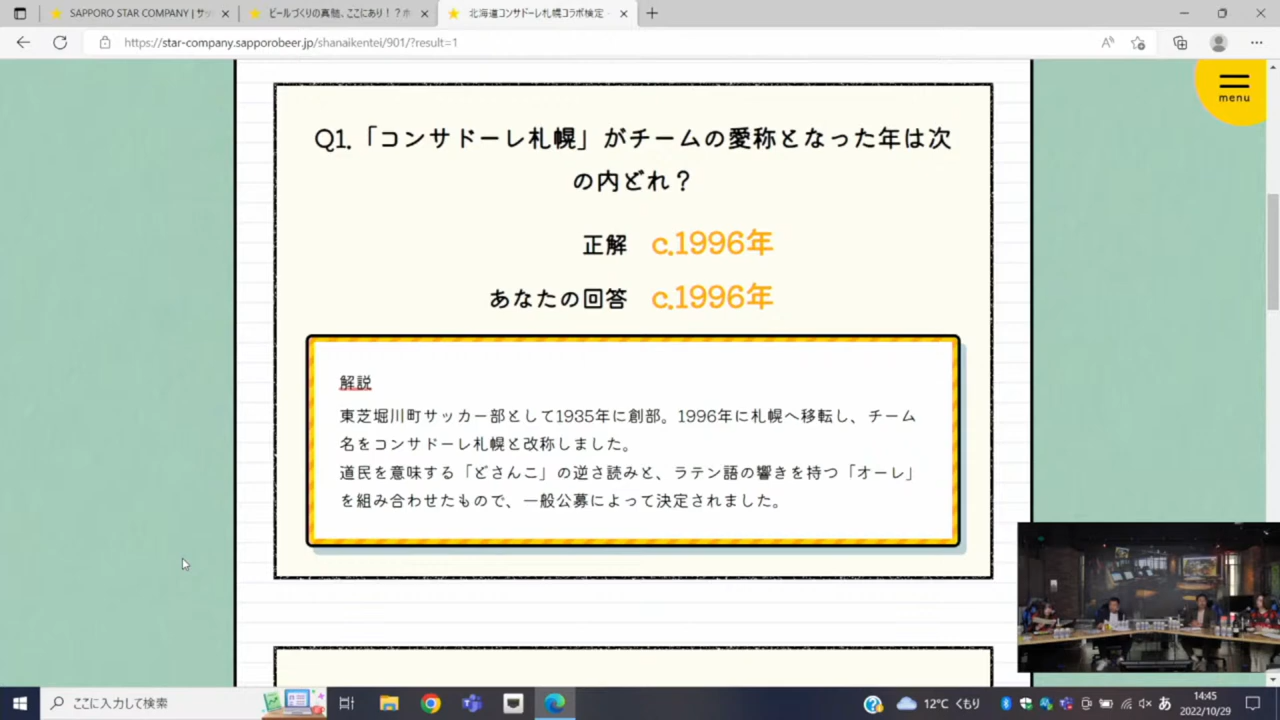 SAPPORO STAR COMPANY | サッ
ビールづくりの真髄、ここにあり！？ホ
北海道コンサドーレ札幌コラボ検定 -
https://star-company.sapporobeer.jp/shanaikentei/901/?result=1
menu
Q1.「コンサドーレ札幌」がチームの愛称となった年は次
の内どれ？
正解 c.1996年
あなたの回答 c.1996年
解説
東芝堀川町サッカー部として1935年に創部。1996年に札幌へ移転し、チーム
名をコンサドーレ札幌と改称しました。
道民を意味する「どさんこ」の逆さ読みと、ラテン語の響きを持つ「オーレ」
を組み合わせたもので、一般公募によって決定されました。
ここに入力して検索
12°C くもり
あ
14:45
2022/10/29